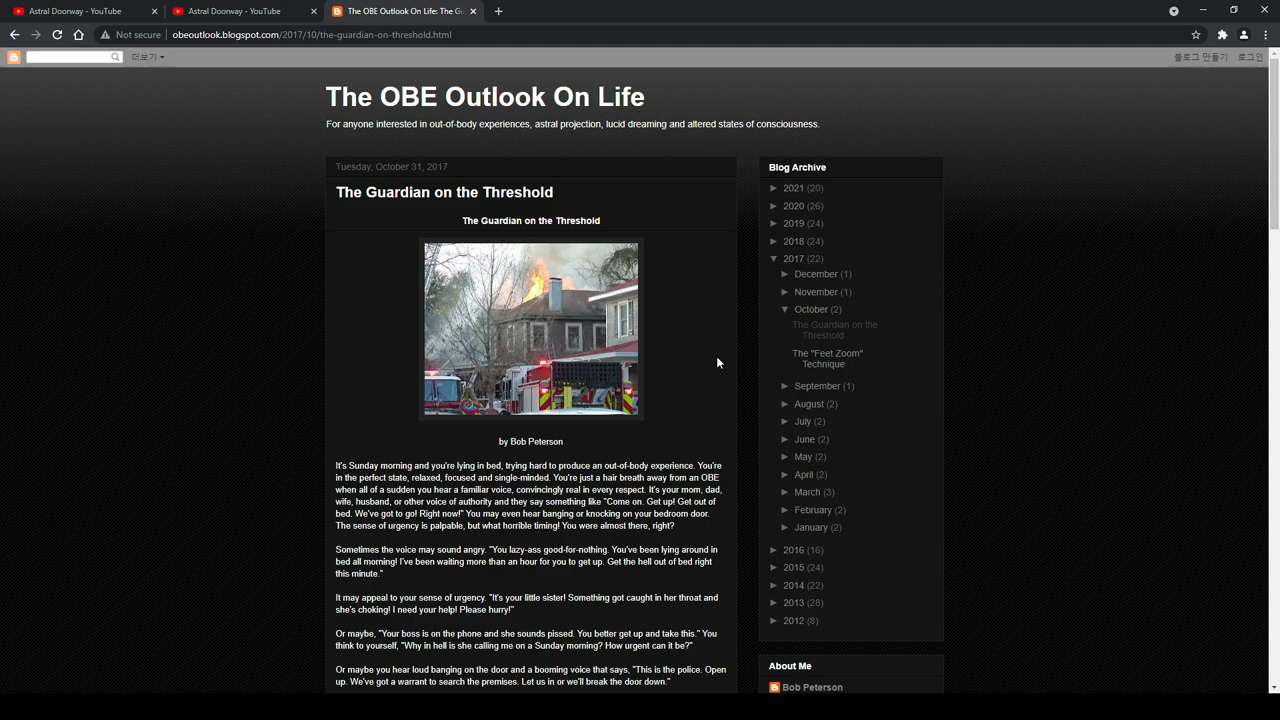 Astral Doorway - YouTube
Astral Doorway - YouTube
The OBE Outlook On Life: The Gu
Not secure
obeoutlook.blogspot.com/2017/10/the-guardian-on-threshold.html
더보기
블로그 만들기
로그인
The OBE Outlook On Life
For anyone interested in out-of-body experiences, astral projection, lucid dreaming and altered states of consciousness.
Tuesday, October 31, 2017
The Guardian on the Threshold
The Guardian on the Threshold
by Bob Peterson
It's Sunday morning and you're lying in bed, trying hard to produce an out-of-body experience. You're
in the perfect state, relaxed, focused and single-minded. You're just a hair breath away from an OBE
when all of a sudden you hear a familiar voice, convincingly real in every respect. It's your mom, dad,
wife, husband, or other voice of authority and they say something like "Come on. Get up! Get out of
bed. We've got to go! Right now!" You may even hear banging or knocking on your bedroom door.
The sense of urgency is palpable, but what horrible timing! You were almost there, right?
Sometimes the voice may sound angry. "You lazy-ass good-for-nothing. You've been lying around in
bed all morning! I've been waiting more than an hour for you to get up. Get the hell out of bed right
this minute."
It may appeal to your sense of urgency. "It's your little sister! Something got caught in her throat and
she's choking! I need your help! Please hurry!"
Or maybe, "Your boss is on the phone and she sounds pissed. You better get up and take this." You
think to yourself, "Why in hell is she calling me on a Sunday morning? How urgent can it be?"
Or maybe you hear loud banging on the door and a booming voice that says, "This is the police. Open
up. We've got a warrant to search the premises. Let us in or we'll break the door down."
Blog Archive
2021 (20)
2020 (26)
2019 (24)
2018 (24)
2017 (22)
December (1)
November (1)
October (2)
The Guardian on the
Threshold
The "Feet Zoom"
Technique
September (1)
August (2)
July (2)
June (2)
May (2)
April (2)
March (3)
February (2)
January (2)
2016 (16)
2015 (24)
2014 (22)
2013 (28)
2012 (8)
About Me
Bob Peterson